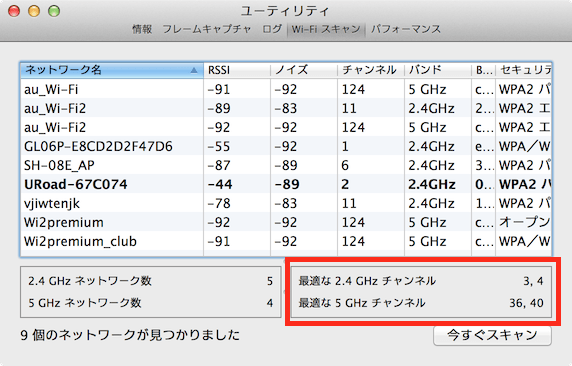 ユーティリティ
情報 フレームキャプチャ ログ Wi-Fi スキャン パフォーマンス
ネットワーク名 RSSI ノイズ チャンネル バンド B... セキュリテ
au_Wi-Fi -91 -92 124 5 GHz c... WPA2 パ
au_Wi-Fi2 -89 -83 11 2.4GHz 2... WPA2 エ
au_Wi-Fi2 -92 -92 124 5 GHz c... WPA2 エ
GL06P-E8CD2D2F47D6 -55 -92 1 2.4GHz e... WPA/W
SH-08E_AP -87 -89 6 2.4GHz 3... WPA2 パ
URoad-67C074 -44 -89 2 2.4GHz 0... WPA2 パ
vjiwtenjk -78 -83 11 2.4GHz 1... WPA2 パ
Wi2premium -92 -92 124 5 GHz c... オープン
Wi2premium_club -91 -92 124 5 GHz c... WPA/W
2.4 GHz ネットワーク数 5
5 GHz ネットワーク数 4
最適な 2.4 GHz チャンネル 3, 4
最適な 5 GHz チャンネル 36, 40
9 個のネットワークが見つかりました
今すぐスキャン